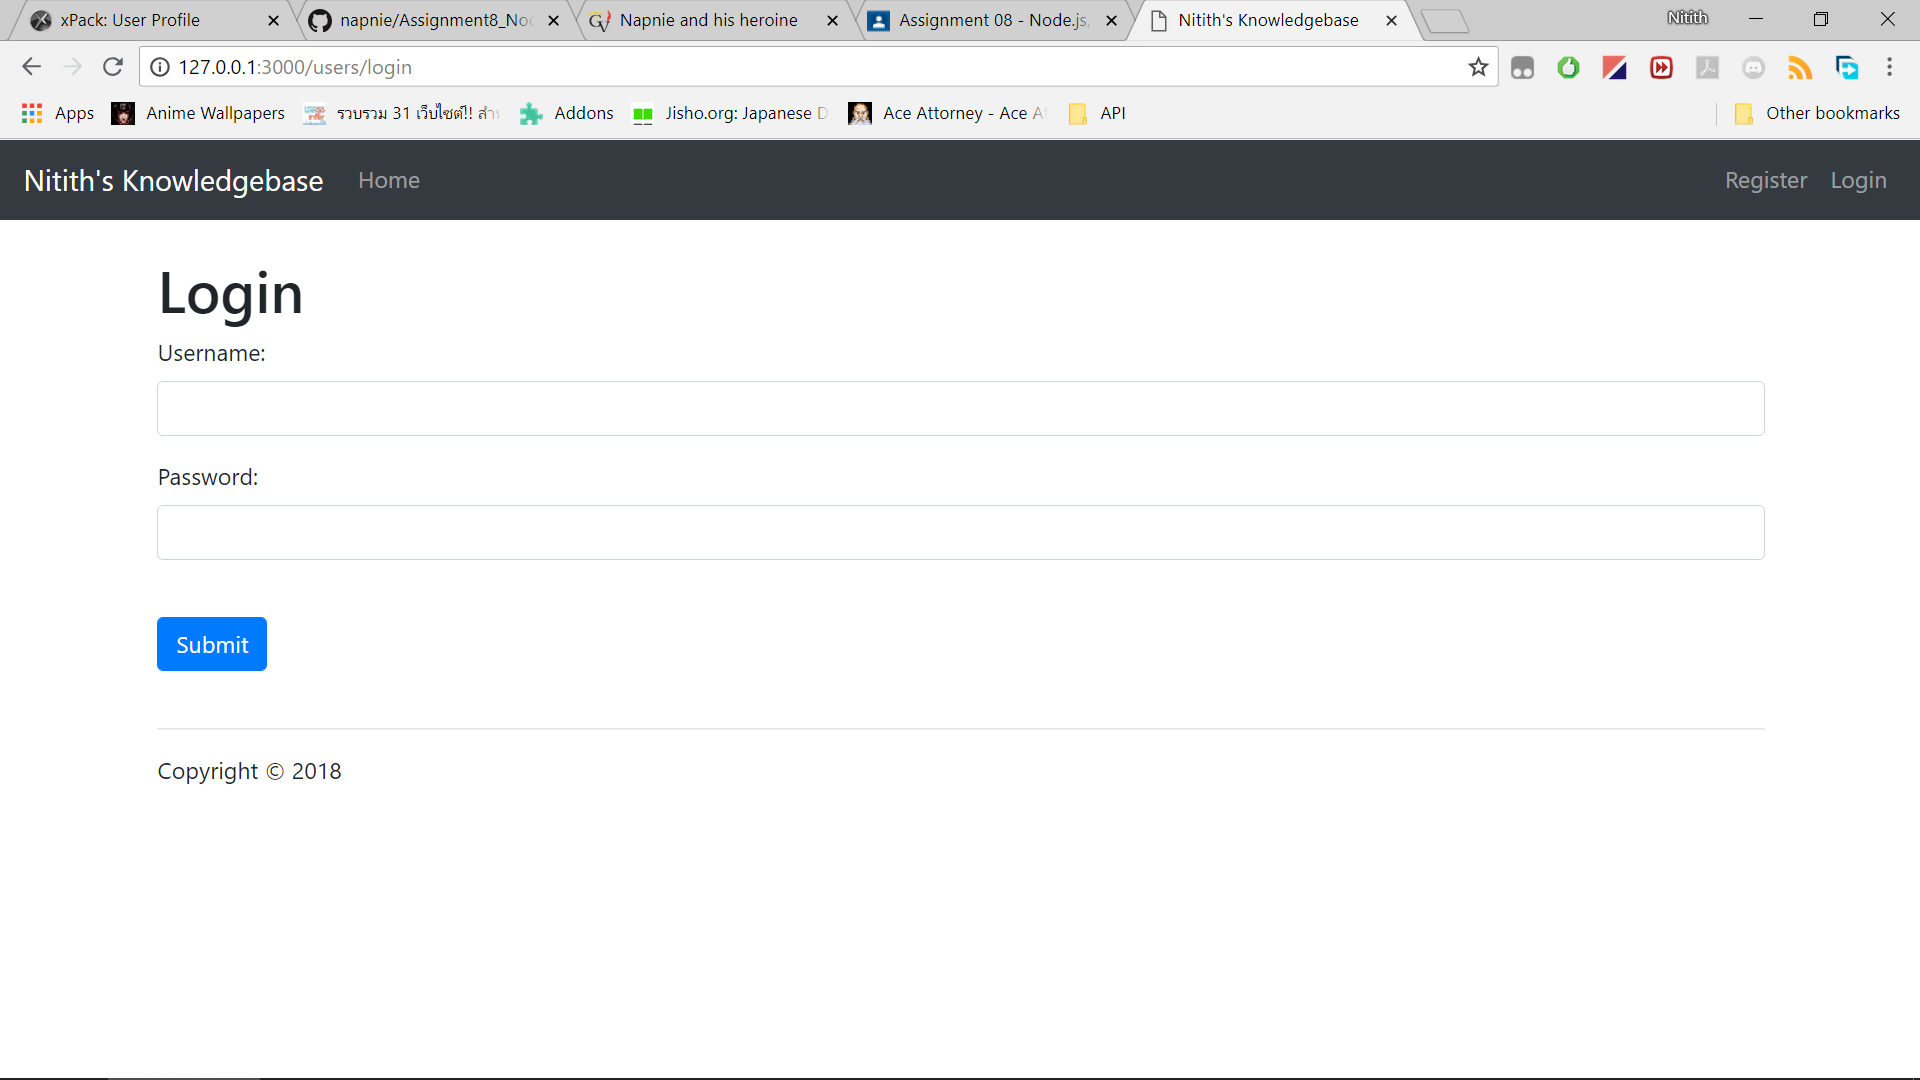 xPack: User Profile
napnie/Assignment8_Noc
Napnie and his heroine
Assignment 08 - Node.js,
Nitith's Knowledgebase
Nitith
127.0.0.1:3000/users/login
Apps
Anime Wallpapers
รวบรวม 31 เว็บไซต์!! สำห
Addons
Jisho.org: Japanese D
Ace Attorney - Ace At
API
Other bookmarks
Nitith's Knowledgebase
Home
Register
Login
Login
Username:
Password:
Submit
Copyright © 2018